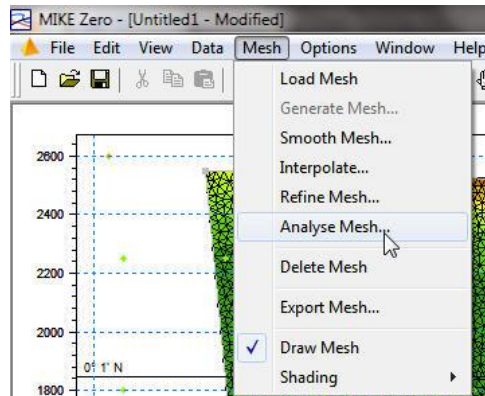 MIKE Zero - [Untitled1 - Modified]
File Edit View Data Mesh Options Window Help
Load Mesh
Generate Mesh...
Smooth Mesh...
Interpolate...
Refine Mesh...
Analyse Mesh...
Delete Mesh
Export Mesh...
Draw Mesh
Shading
2600
2400
2200
2000
0° 1' N
1800